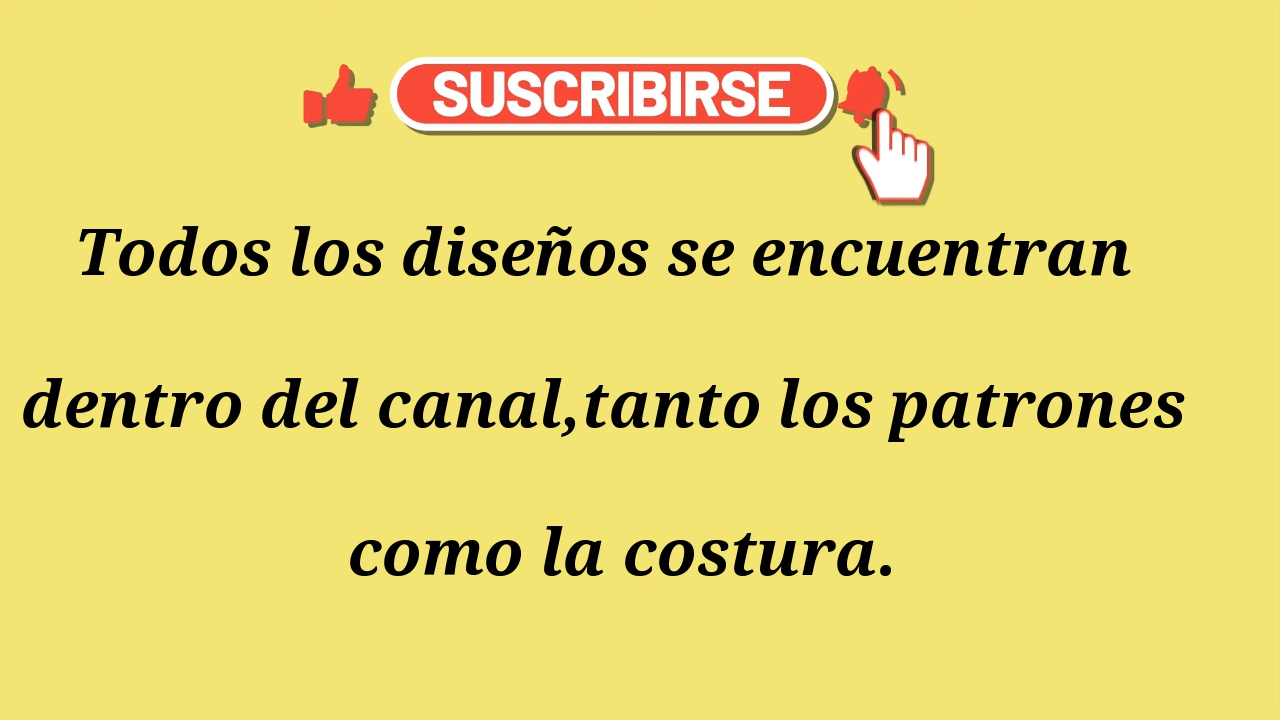 SUSCRIBIRSE
Todos los diseños se encuentran
dentro del canal,tanto los patrones
como la costura.